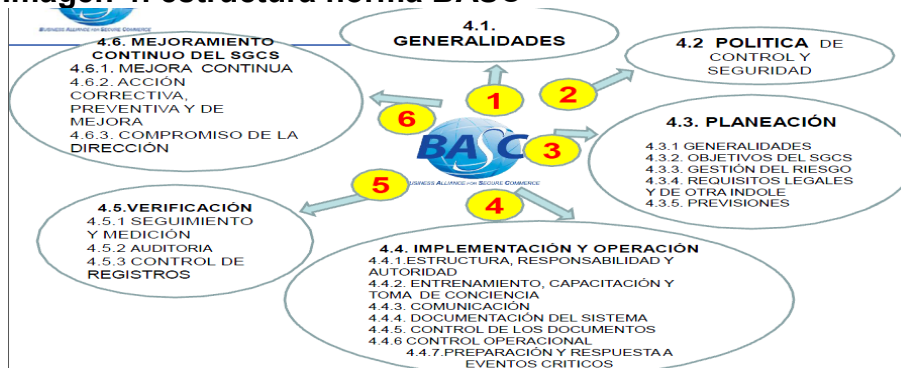 Imagen 1. estructura norma BASC
BUSINESS ALLIANCE FOR SECURE COMMERCE
4.1.
GENERALIDADES
1
4.2 POLITICA DE
CONTROL Y
SEGURIDAD
2
4.3. PLANEACIÓN
4.3.1 GENERALIDADES
4.3.2. OBJETIVOS DEL SGCS
4.3.3. GESTIÓN DEL RIESGO
4.3.4. REQUISITOS LEGALES
Y DE OTRA INDOLE
4.3.5. PREVISIONES
3
4.4. IMPLEMENTACIÓN Y OPERACIÓN
4.4.1.ESTRUCTURA, RESPONSABILIDAD Y
AUTORIDAD
4.4.2. ENTRENAMIENTO, CAPACITACIÓN Y
TOMA DE CONCIENCIA
4.4.3. COMUNICACIÓN
4.4.4. DOCUMENTACIÓN DEL SISTEMA
4.4.5. CONTROL DE LOS DOCUMENTOS
4.4.6 CONTROL OPERACIONAL
4.4.7.PREPARACIÓN Y RESPUESTA A
EVENTOS CRITICOS
4
4.5.VERIFICACIÓN
4.5.1 SEGUIMIENTO
Y MEDICIÓN
4.5.2 AUDITORIA
4.5.3 CONTROL DE
REGISTROS
5
4.6. MEJORAMIENTO
CONTINUO DEL SGCS
4.6.1. MEJORA CONTINUA
4.6.2. ACCIÓN
CORRECTIVA,
PREVENTIVA Y DE
MEJORA
4.6.3. COMPROMISO DE LA
DIRECCIÓN
6
BASC
BUSINESS ALLIANCE FOR SECURE COMMERCE